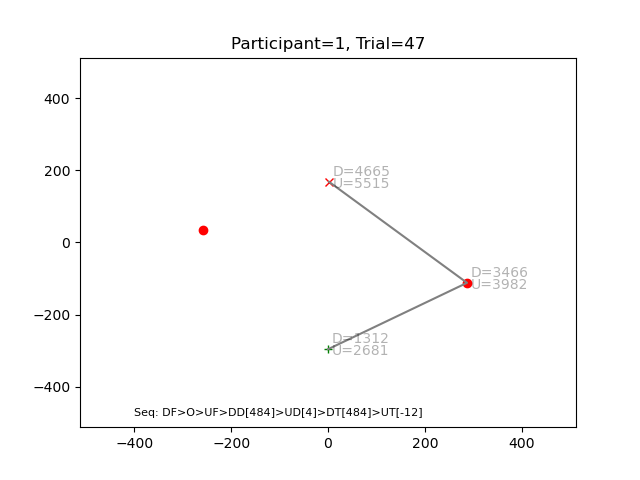 Participant=1, Trial=47
400
200
0
−200
−400
D=4665
U=5515
D=3466
U=3982
D=1312
U=2681
Seq: DF>O>UF>DD[484]>UD[4]>DT[484]>UT[-12]
−400 −200 0 200 400